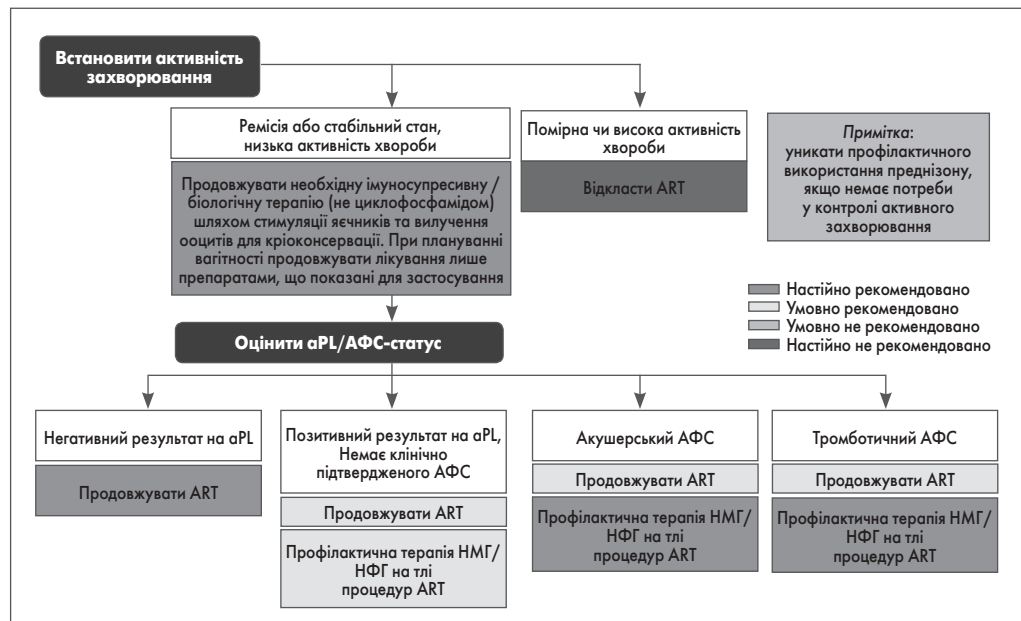 Встановити активність
захворювання
Ремісія або стабільний стан,
низька активність хвороби
Продовжувати необхідну імуносупресивну /
біологічну терапію (не циклофосфамідом)
шляхом стимуляції яєчників та вилучення
ооцитів для кріоконсервації. При плануванні
вагітності продовжувати лікування лише
препаратами, що показані для застосування
Помірна чи висока активність
хвороби
Відкласти ART
Примітка:
уникати профілактичного
використання преднізону,
якщо немає потреби
у контролі активного
захворювання
Настійно рекомендовано
Умовно рекомендовано
Умовно не рекомендовано
Настійно не рекомендовано
Оцінити aPL/АФС-статус
Негативний результат на aPL
Продовжувати ART
Позитивний результат на aPL,
Немає клінічно
підтвердженого АФС
Продовжувати ART
Профілактична терапія НМГ/
НФГ на тлі
процедур ART
Акушерський АФС
Продовжувати ART
Профілактична терапія НМГ/
НФГ на тлі
процедур ART
Тромботичний АФС
Продовжувати ART
Профілактична терапія НМГ/
НФГ на тлі
процедур ART